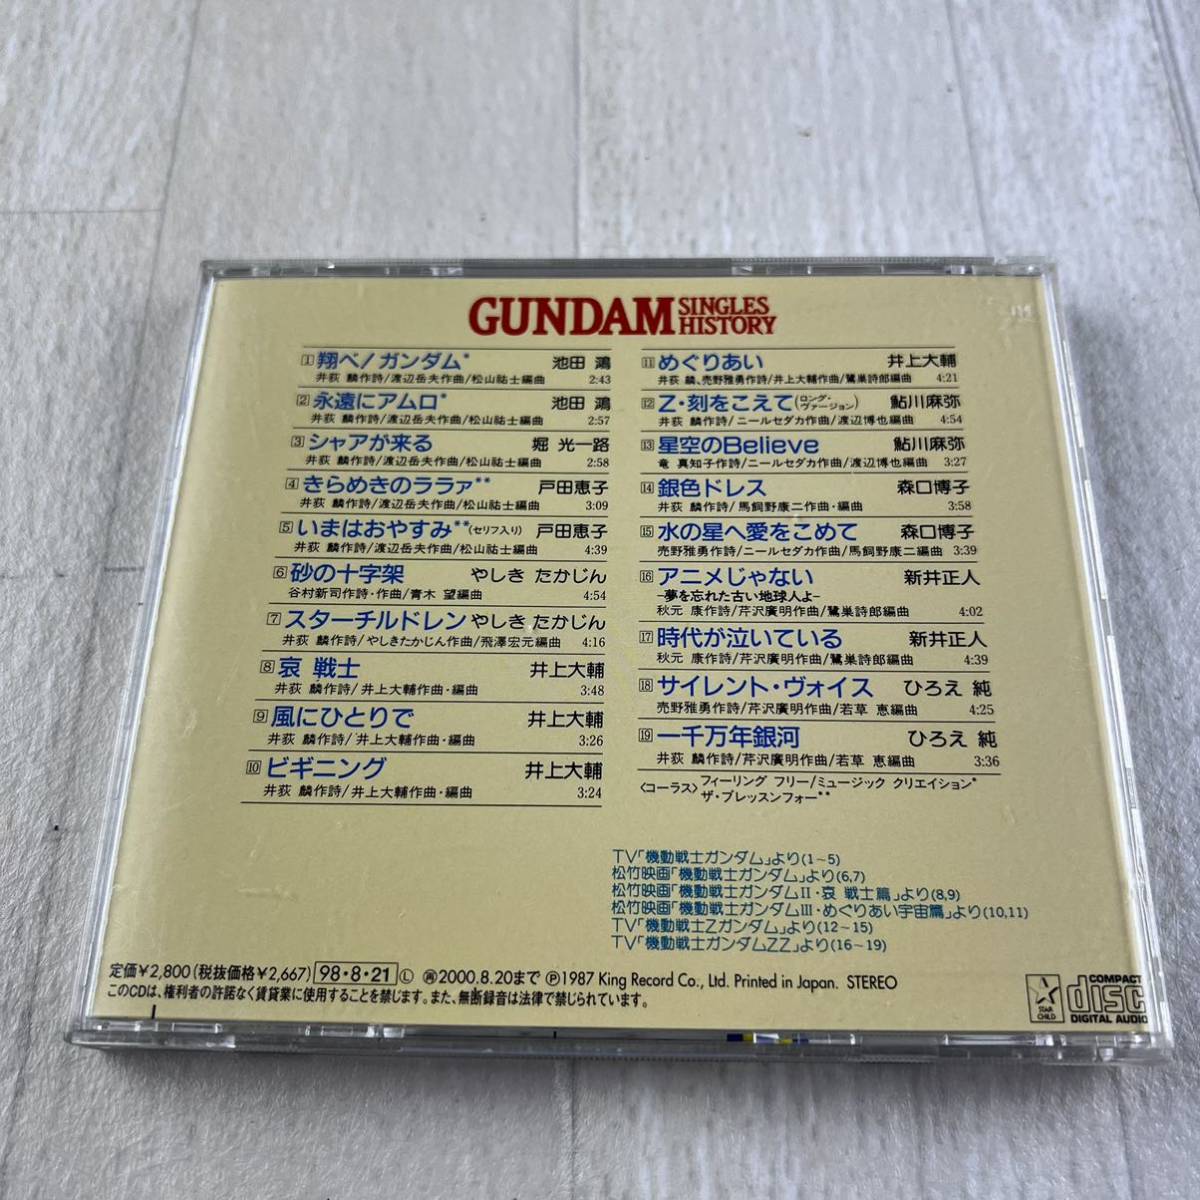 GUNDAM SINGLES HISTORY
1 翔べ!ガンダム* 池田 鴻
井荻 麟作詩/渡辺岳夫作曲/松山祐士編曲 2:43
2 永遠にアムロ* 池田 鴻
井荻 麟作詩/渡辺岳夫作曲/松山祐士編曲 2:57
3 シャアが来る 堀 光一路
井荻 麟作詩/渡辺岳夫作曲/松山祐士編曲 2:58
4 きらめきのララァ** 戸田恵子
井荻 麟作詩/渡辺岳夫作曲/松山祐士編曲 3:09
5 いまはおやすみ**(セリフ入り) 戸田恵子
井荻 麟作詩/渡辺岳夫作曲/松山祐士編曲 4:39
6 砂の十字架 やしき たかじん
谷村新司作詩・作曲/青木 望編曲 4:54
7 スターチルドレン やしき たかじん
井荻 麟作詩/やしきたかじん作曲/飛澤宏元編曲 4:16
8 哀 戦士 井上大輔
井荻 麟作詩/井上大輔作曲・編曲 3:48
9 風にひとりで 井上大輔
井荻 麟作詩/井上大輔作曲・編曲 3:26
10 ビギニング 井上大輔
井荻 麟作詩/井上大輔作曲・編曲 3:24
11 めぐりあい 井上大輔
井荻 麟、売野雅勇作詩/井上大輔作曲/鷺巣詩郎編曲 4:21
12 Z・刻をこえて(ロング・ヴァージョン) 鮎川麻弥
井荻 麟作詩/ニールセダカ作曲/渡辺博也編曲 4:54
13 星空のBelieve 鮎川麻弥
竜 真知子作詩/ニールセダカ作曲/渡辺博也編曲 3:27
14 銀色ドレス 森口博子
井荻 麟作詩/馬飼野康二作曲・編曲 3:58
15 水の星へ愛をこめて 森口博子
売野雅勇作詩/ニールセダカ作曲/馬飼野康二編曲 3:39
16 アニメじゃない 新井正人
-夢を忘れた古い地球人よ-
秋元 康作詩/芹沢廣明作曲/鷺巣詩郎編曲 4:02
17 時代が泣いている 新井正人
秋元 康作詩/芹沢廣明作曲/鷺巣詩郎編曲 4:39
18 サイレント・ヴォイス ひろえ 純
売野雅勇作詩/芹沢廣明作曲/若草 恵編曲 4:25
19 一千万年銀河 ひろえ 純
井荻 麟作詩/芹沢廣明作曲/若草 恵編曲 3:36
〈コーラス〉フィーリング フリー/ミュージック クリエイション*
ザ・ブレッスンフォー**
TV「機動戦士ガンダム」より(1~5)
松竹映画「機動戦士ガンダム」より(6,7)
松竹映画「機動戦士ガンダムII・哀 戦士篇」より(8,9)
松竹映画「機動戦士ガンダムIII・めぐりあい宇宙篇」より(10,11)
TV「機動戦士Zガンダム」より(12~15)
TV「機動戦士ガンダムZZ」より(16~19)
定価¥2,800(税抜価格¥2,667) 98・8・21 Ⓛ 再 2000.8.20まで Ⓟ1987 King Record Co., Ltd. Printed in Japan. STEREO
このCDは、権利者の許諾なく賃貸業に使用することを禁じます。また、無断録音は法律で禁じられています。
STAR CHILD
COMPACT disc DIGITAL AUDIO